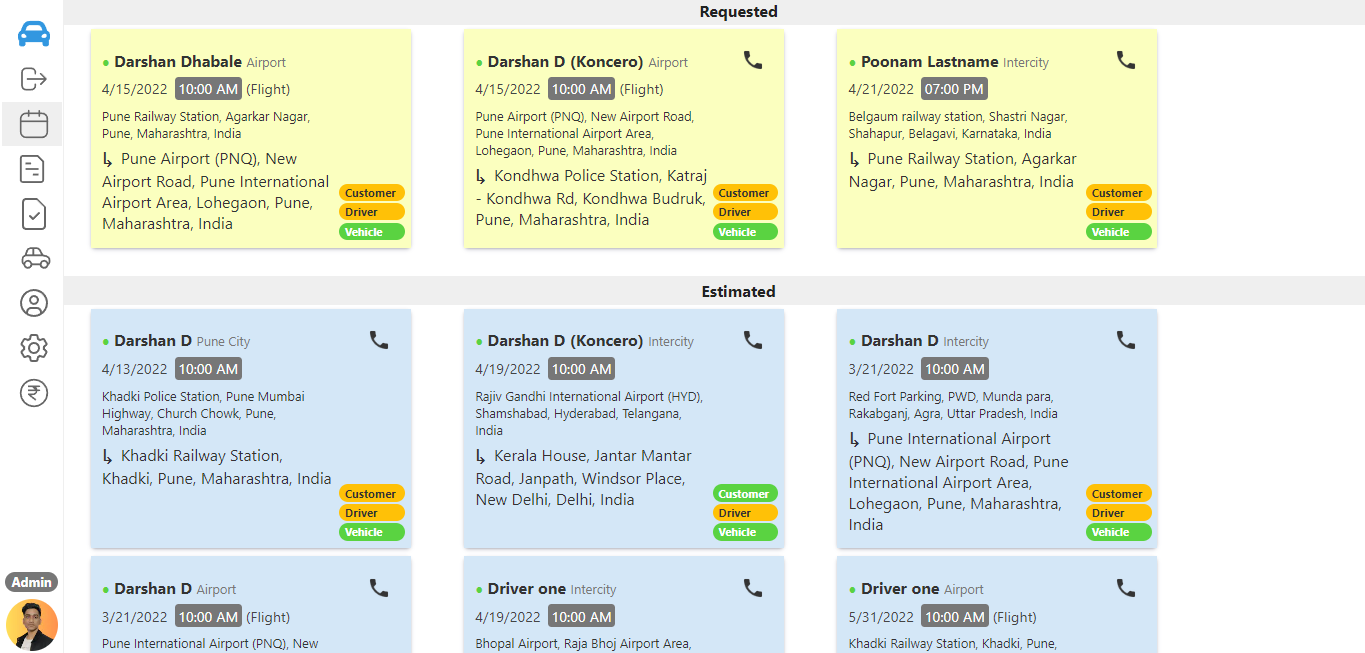 Requested
Darshan Dhabale Airport
4/15/2022 10:00 AM (Flight)
Pune Railway Station, Agarkar Nagar,
Pune, Maharashtra, India
↳ Pune Airport (PNQ), New
Airport Road, Pune International
Airport Area, Lohegaon, Pune,
Maharashtra, India
Customer
Driver
Vehicle
Darshan D (Koncero) Airport
4/15/2022 10:00 AM (Flight)
Pune Airport (PNQ), New Airport Road,
Pune International Airport Area,
Lohegaon, Pune, Maharashtra, India
↳ Kondhwa Police Station, Katraj
- Kondhwa Rd, Kondhwa Budruk,
Pune, Maharashtra, India
Customer
Driver
Vehicle
Poonam Lastname Intercity
4/21/2022 07:00 PM
Belgaum railway station, Shastri Nagar,
Shahapur, Belagavi, Karnataka, India
↳ Pune Railway Station, Agarkar
Nagar, Pune, Maharashtra, India
Customer
Driver
Vehicle
Estimated
Darshan D Pune City
4/13/2022 10:00 AM
Khadki Police Station, Pune Mumbai
Highway, Church Chowk, Pune,
Maharashtra, India
↳ Khadki Railway Station,
Khadki, Pune, Maharashtra, India
Customer
Driver
Vehicle
Darshan D (Koncero) Intercity
4/19/2022 10:00 AM
Rajiv Gandhi International Airport (HYD),
Shamshabad, Hyderabad, Telangana,
India
↳ Kerala House, Jantar Mantar
Road, Janpath, Windsor Place,
New Delhi, Delhi, India
Customer
Driver
Vehicle
Darshan D Intercity
3/21/2022 10:00 AM
Red Fort Parking, PWD, Munda para,
Rakabganj, Agra, Uttar Pradesh, India
↳ Pune International Airport
(PNQ), New Airport Road, Pune
International Airport Area,
Lohegaon, Pune, Maharashtra,
India
Customer
Driver
Vehicle
Darshan D Airport
3/21/2022 10:00 AM (Flight)
Pune International Airport (PNQ), New
Driver one Intercity
4/19/2022 10:00 AM
Bhopal Airport, Raja Bhoj Airport Area,
Driver one Airport
5/31/2022 10:00 AM (Flight)
Khadki Railway Station, Khadki, Pune,
₹
Admin